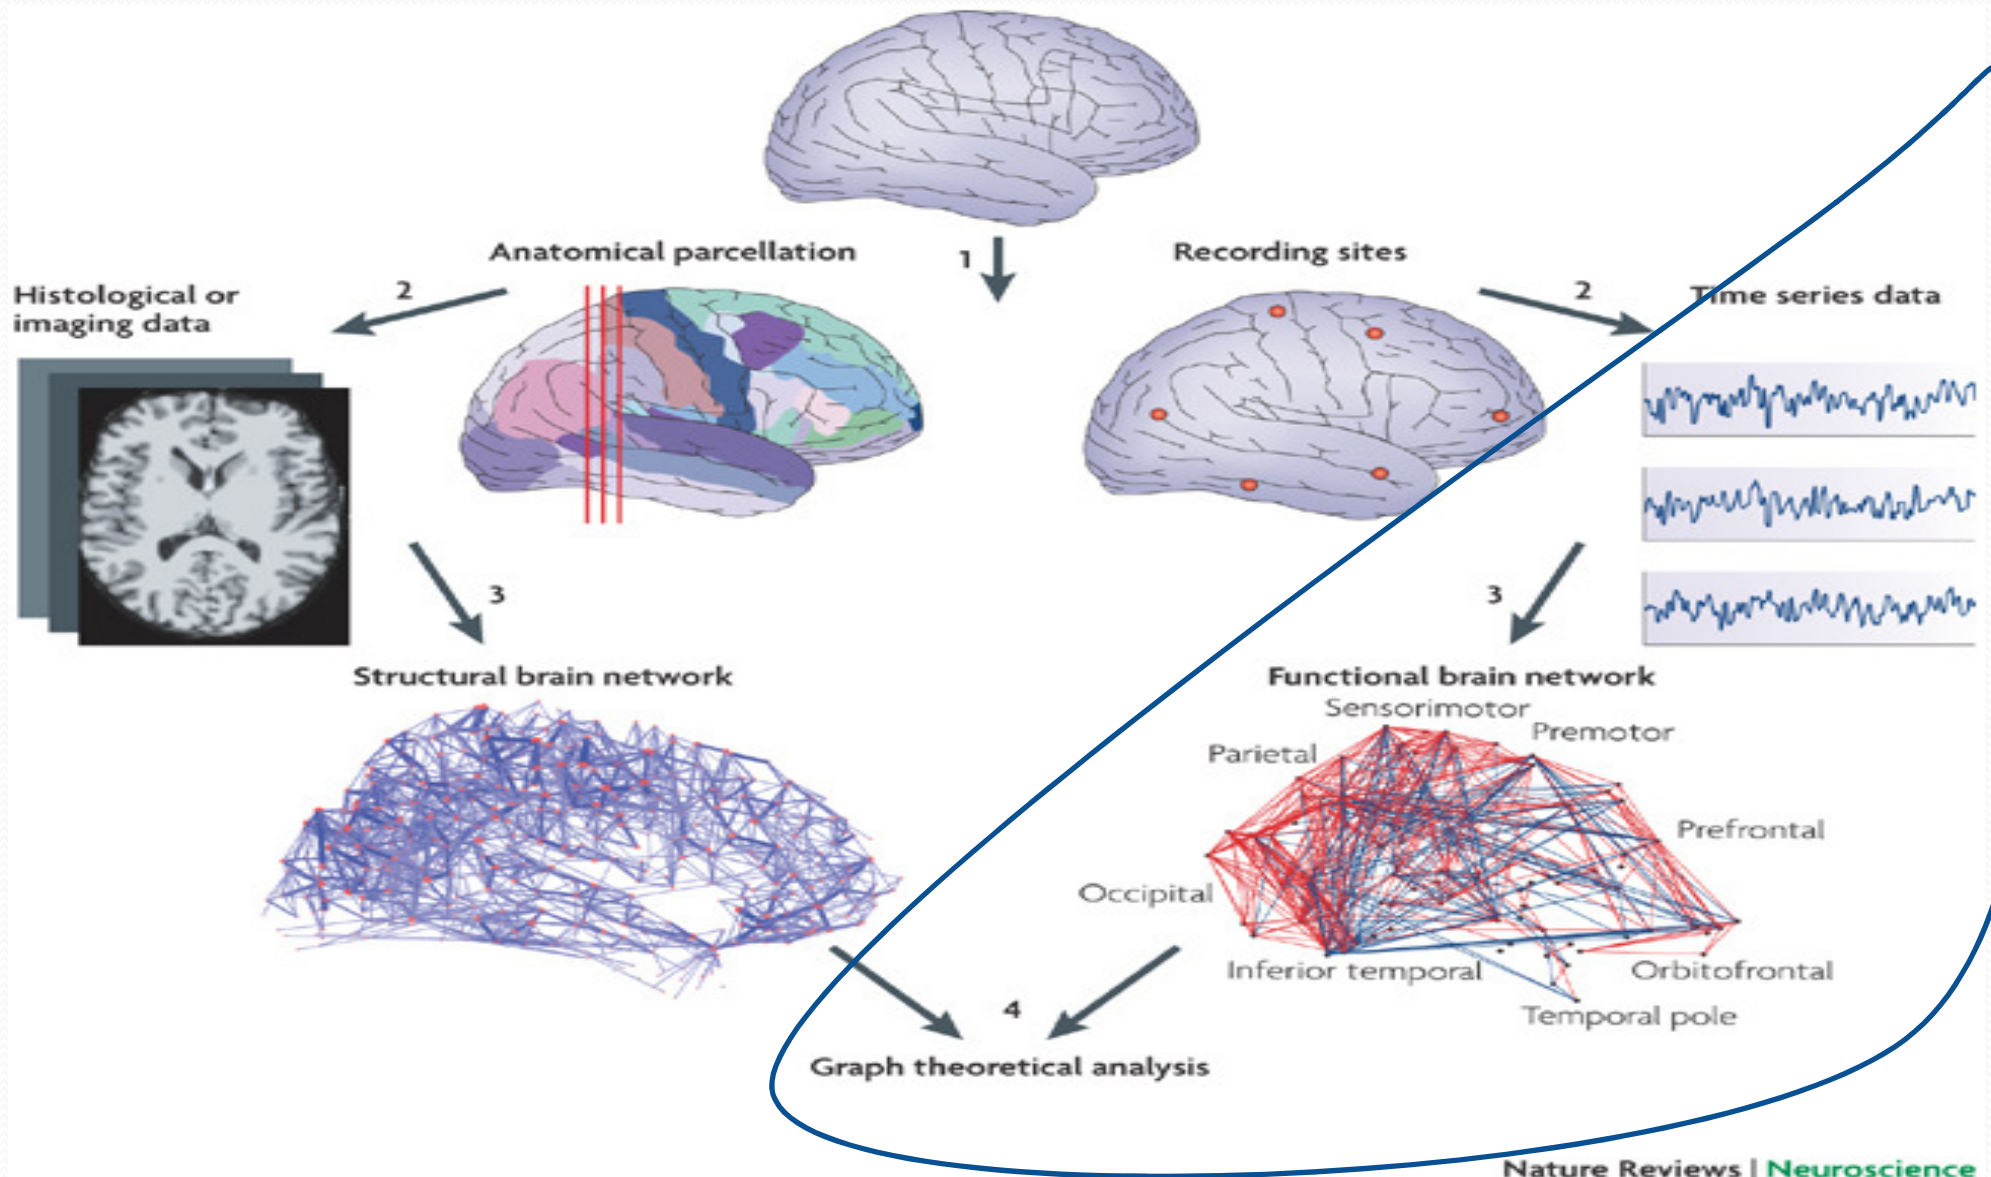 Anatomical parcellation
1
Recording sites
2
2
Histological or
imaging data
Time series data
3
3
Structural brain network
Functional brain network
Sensorimotor
Premotor
Parietal
Prefrontal
Occipital
Inferior temporal
Orbitofrontal
Temporal pole
4
Graph theoretical analysis
Nature Reviews | Neuroscience